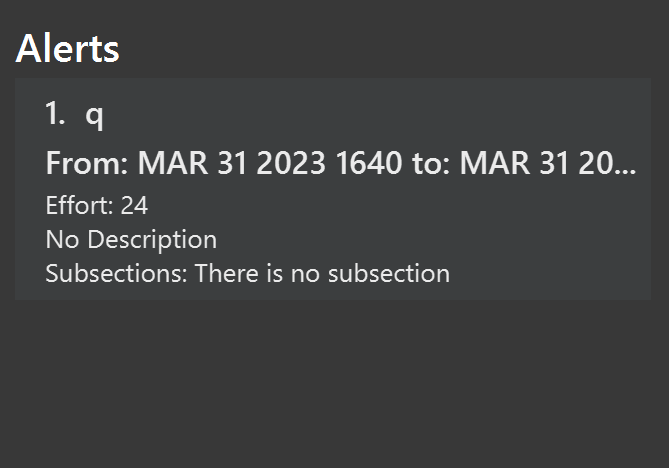 Alerts
1. q
From: MAR 31 2023 1640 to: MAR 31 20...
Effort: 24
No Description
Subsections: There is no subsection